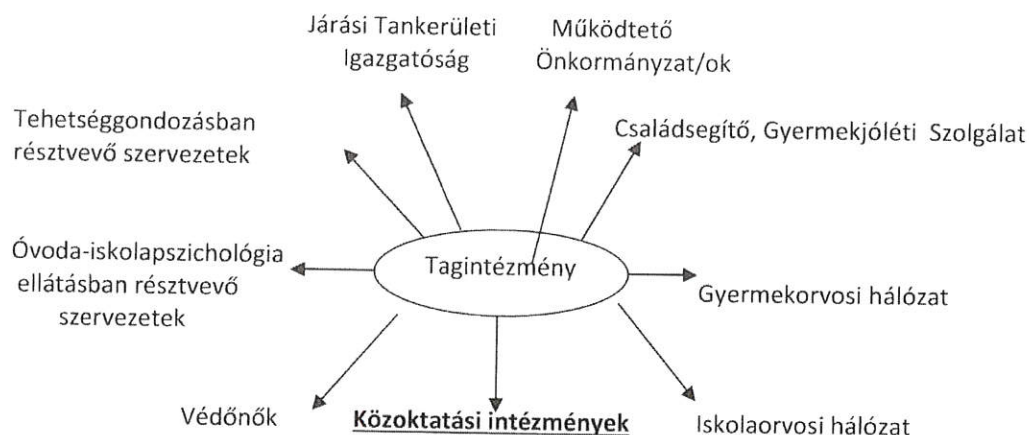 Járási Tankerületi
Igazgatóság
Működtető
Önkormányzat/ok
Tehetséggondozásban
résztvevő szervezetek
Családsegítő, Gyermekjóléti Szolgálat
Óvoda-iskolapszichológia
ellátásban résztvevő
szervezetek
Tagintézmény
Gyermekorvosi hálózat
Védőnők
Közoktatási intézmények
Iskolaorvosi hálózat